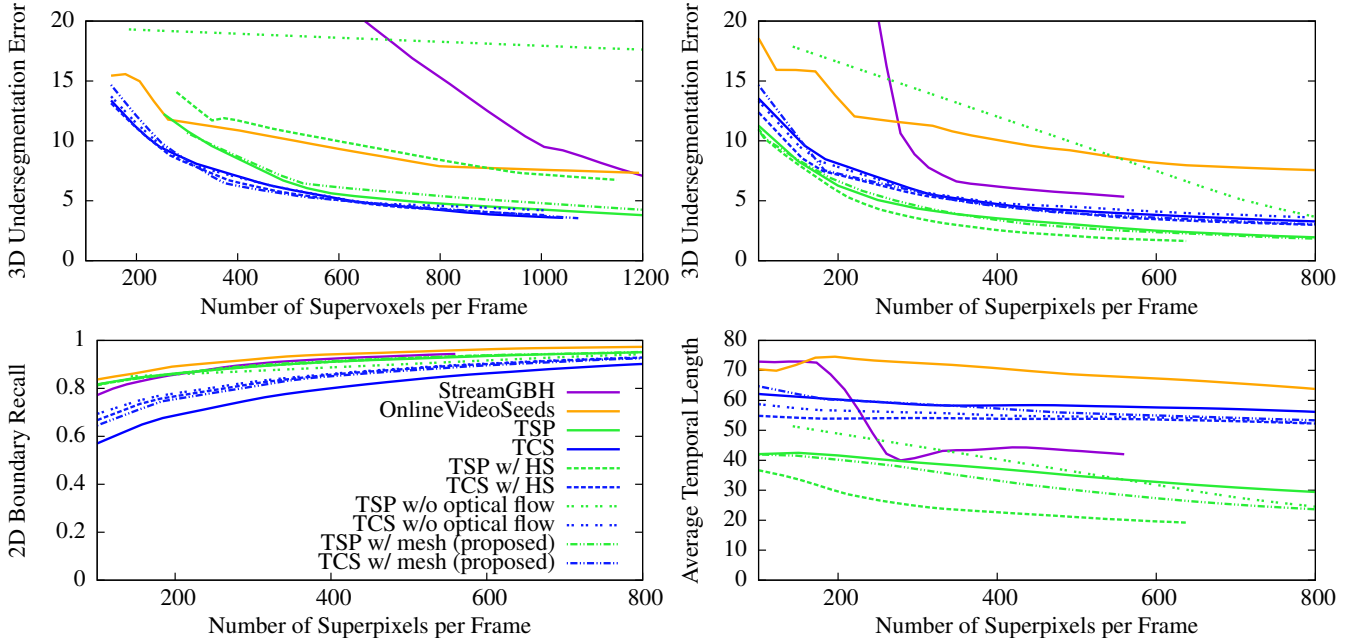 3D Undersegmentation Error
20
15
10
5
0
200 400 600 800 1000 1200
Number of Supervoxels per Frame
3D Undersegmentation Error
20
15
10
5
0
200 400 600 800
Number of Superpixels per Frame
2D Boundary Recall
1
0.8
0.6
0.4
0.2
0
StreamGBH
OnlineVideoSeeds
TSP
TCS
TSP w/ HS
TCS w/ HS
TSP w/o optical flow
TCS w/o optical flow
TSP w/ mesh (proposed)
TCS w/ mesh (proposed)
200 400 600 800
Number of Superpixels per Frame
Average Temporal Length
80
70
60
50
40
30
20
10
0
200 400 600 800
Number of Superpixels per Frame